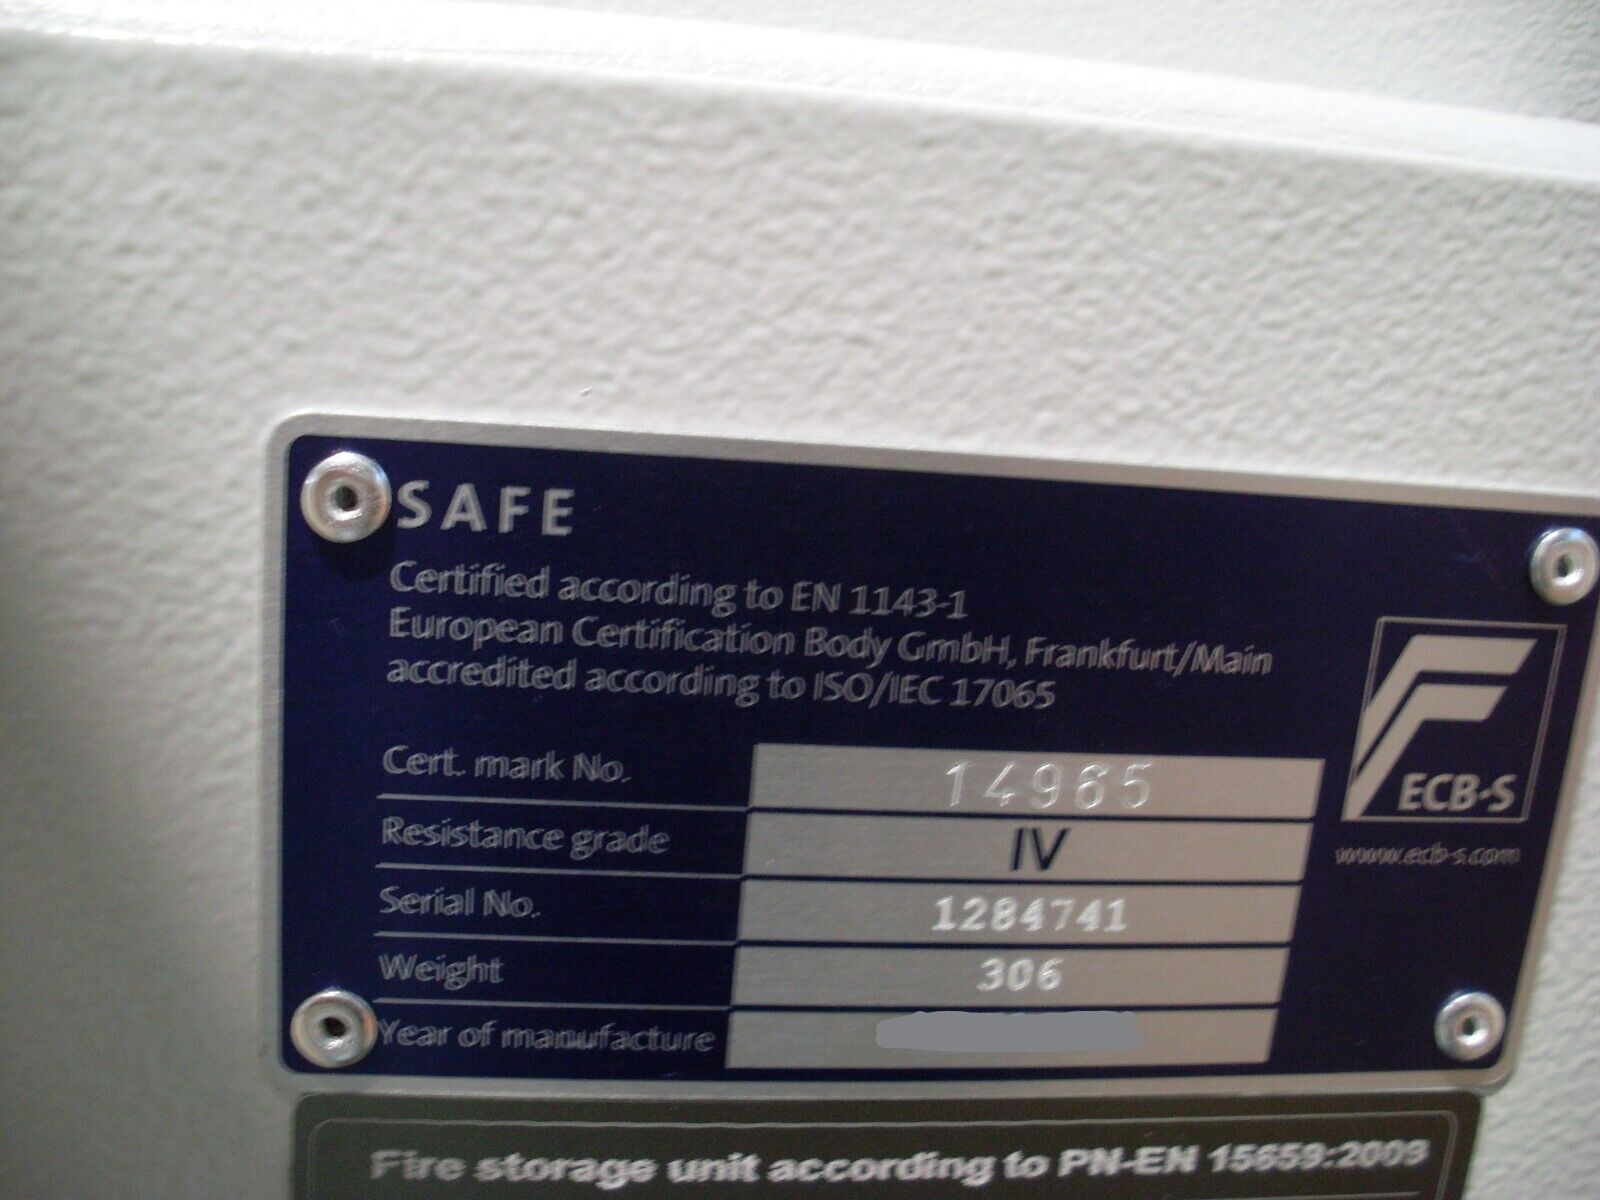 SAFE
Certified according to EN 1143-1
European Certification Body GmbH, Frankfurt/Main
accredited according to ISO/IEC 17065
Cert. mark No. 14965
Resistance grade IV
Serial No. 1284741
Weight 306
Year of manufacture
ECB·S
www.ecb-s.com
Fire storage unit according to PN-EN 15659:2009